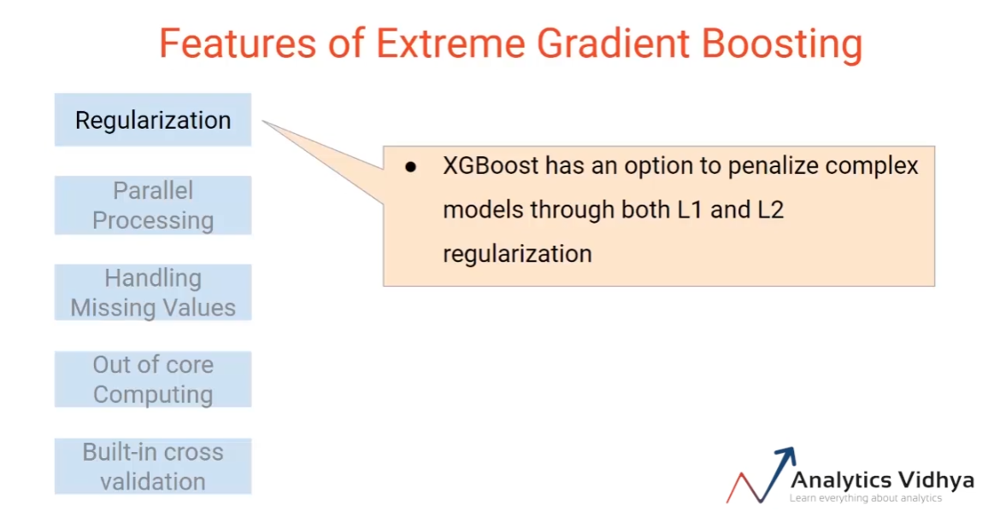 Features of Extreme Gradient Boosting
Regularization
● XGBoost has an option to penalize complex
models through both L1 and L2
regularization
Parallel
Processing
Handling
Missing Values
Out of core
Computing
Built-in cross
validation
Analytics Vidhya
Learn everything about analytics